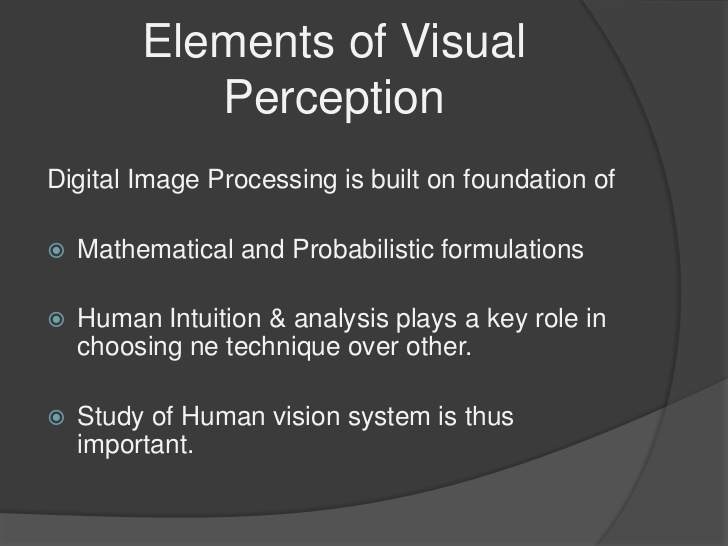 Elements of Visual
Perception
Digital Image Processing is built on foundation of
Mathematical and Probabilistic formulations
Human Intuition & analysis plays a key role in
choosing ne technique over other.
Study of Human vision system is thus
important.